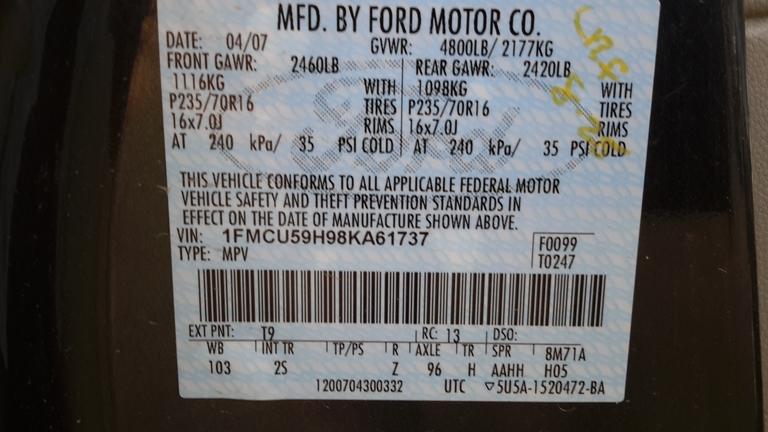 MFD. BY FORD MOTOR CO.
DATE: 04/07 GVWR: 4800LB/ 2177KG
FRONT GAWR: 2460LB REAR GAWR: 2420LB
1116KG WITH 1098KG WITH
P235/70R16 TIRES P235/70R16 TIRES
16x7.0J RIMS 16x7.0J RIMS
AT 240 kPa/ 35 PSI COLD AT 240 kPa/ 35 PSI COLD
THIS VEHICLE CONFORMS TO ALL APPLICABLE FEDERAL MOTOR
VEHICLE SAFETY AND THEFT PREVENTION STANDARDS IN
EFFECT ON THE DATE OF MANUFACTURE SHOWN ABOVE.
VIN: 1FMCU59H98KA61737 F0099
TYPE: MPV T0247
EXT PNT: T9 RC: 13 DSO:
WB INT TR TP/PS R AXLE TR SPR 8M71A
103 2S Z 96 H AAHH H05
1200704300332 UTC ▽5U5A-1520472-BA